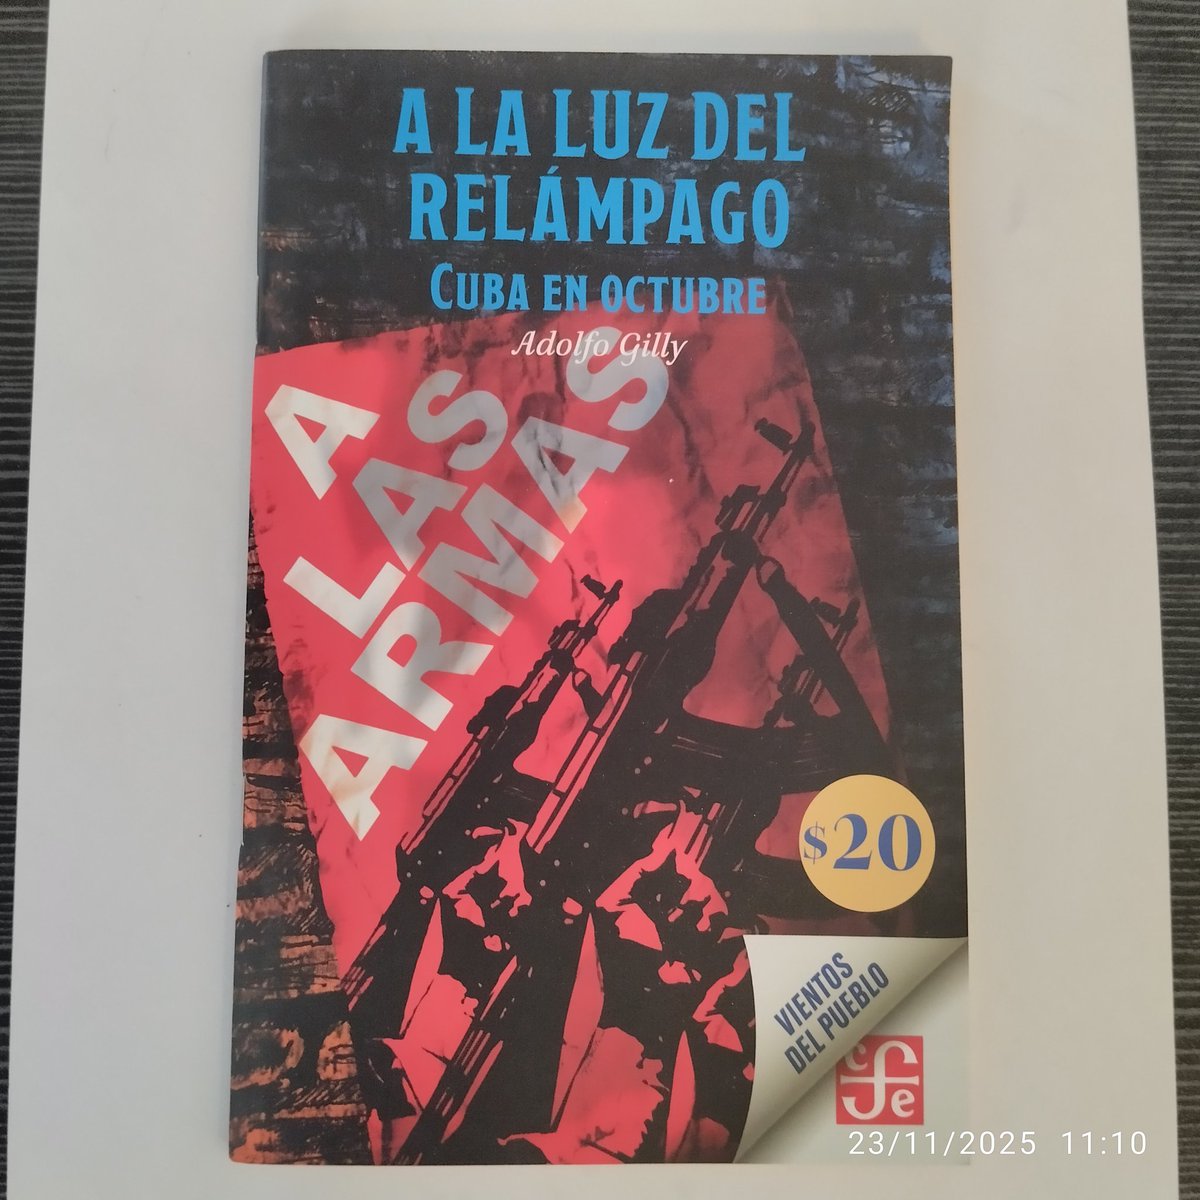 A LA LUZ DEL
RELÁMPAGO
CUBA EN OCTUBRE
Adolfo Gilly
A
LAS
ARMAS
$20
VIENTOS
DEL PUEBLO
cfe
23/11/2025 11:10